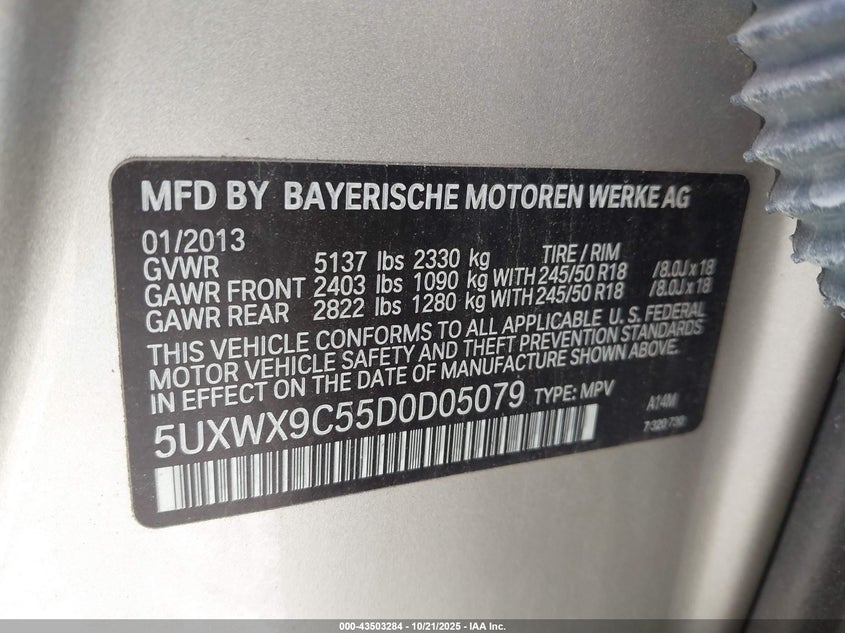 MFD BY BAYERISCHE MOTOREN WERKE AG
01/2013 TIRE / RIM
GVWR 5137 lbs 2330 kg
GAWR FRONT 2403 lbs 1090 kg WITH 245/50 R18 /8.0J x 18
GAWR REAR 2822 lbs 1280 kg WITH 245/50 R18 /8.0J x 18
THIS VEHICLE CONFORMS TO ALL APPLICABLE U.S. FEDERAL
MOTOR VEHICLE SAFETY AND THEFT PREVENTION STANDARDS
IN EFFECT ON THE DATE OF MANUFACTURE SHOWN ABOVE.
5UXWX9C55D0D05079 TYPE: MPV A14M
7 320 730
000-43503284 - 10/21/2025 - IAA Inc.